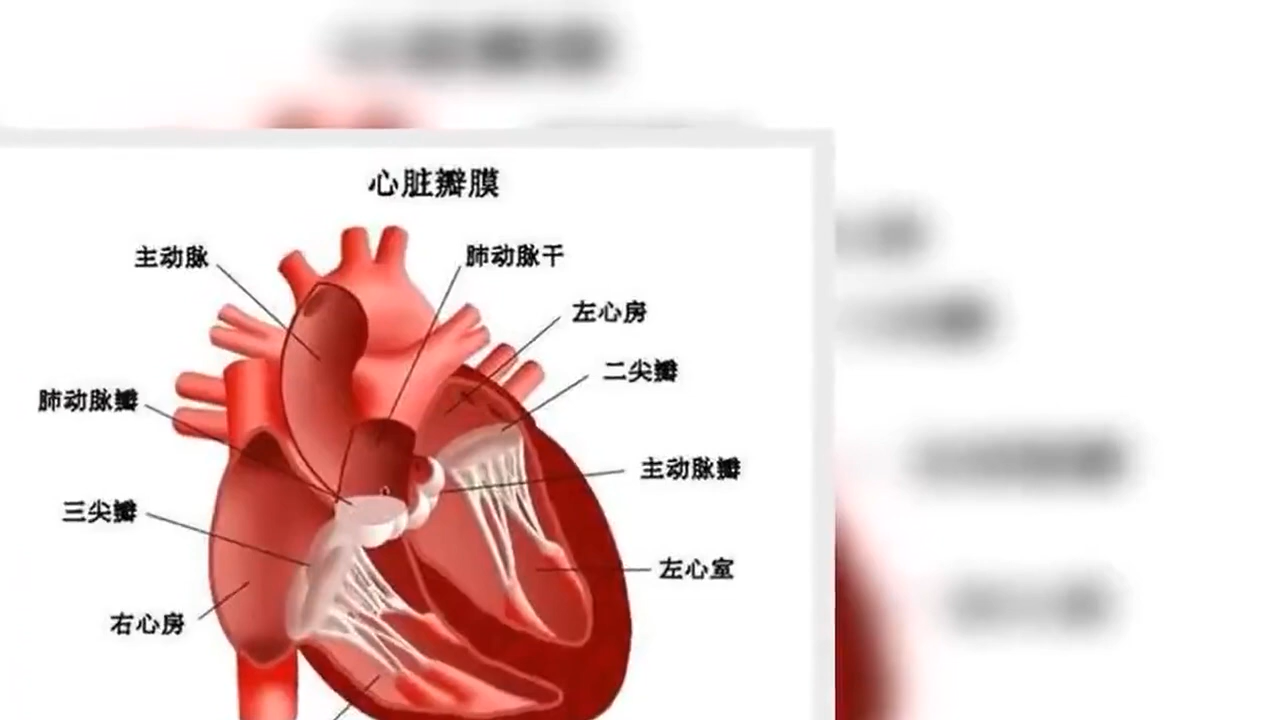 心脏瓣膜
主动脉
肺动脉干
左心房
二尖瓣
肺动脉瓣
主动脉瓣
三尖瓣
左心室
右心房